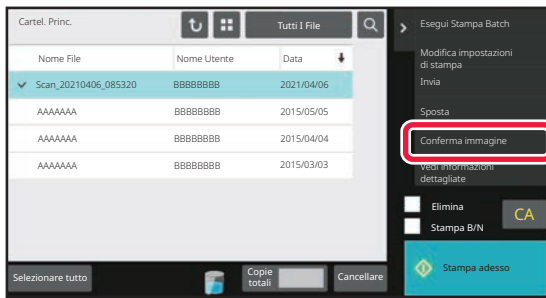 Cartel. Princ.
Tutti I File
Nome File
Nome Utente
Data
Scan_20210406_085320
BBBBBBBB
2021/04/06
AAAAAAA
BBBBBBBB
2015/05/05
AAAAAAA
BBBBBBBB
2015/04/04
AAAAAAA
BBBBBBBB
2015/03/03
Selezionare tutto
Copie
totali
Cancellare
Esegui Stampa Batch
Modifica impostazioni
di stampa
Invia
Sposta
Conferma immagine
Vedi informazioni
dettagliate
Elimina
Stampa B/N
CA
Stampa adesso